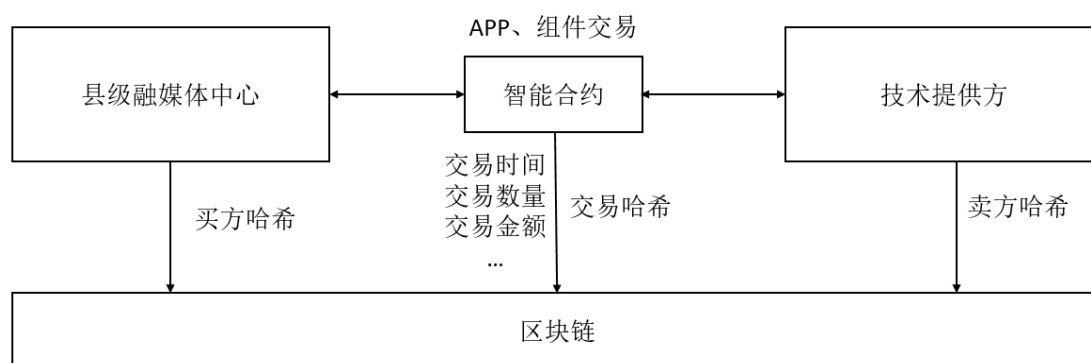 APP、组件交易
县级融媒体中心
智能合约
技术提供方
交易时间
交易数量
交易金额
...
买方哈希
交易哈希
卖方哈希
区块链